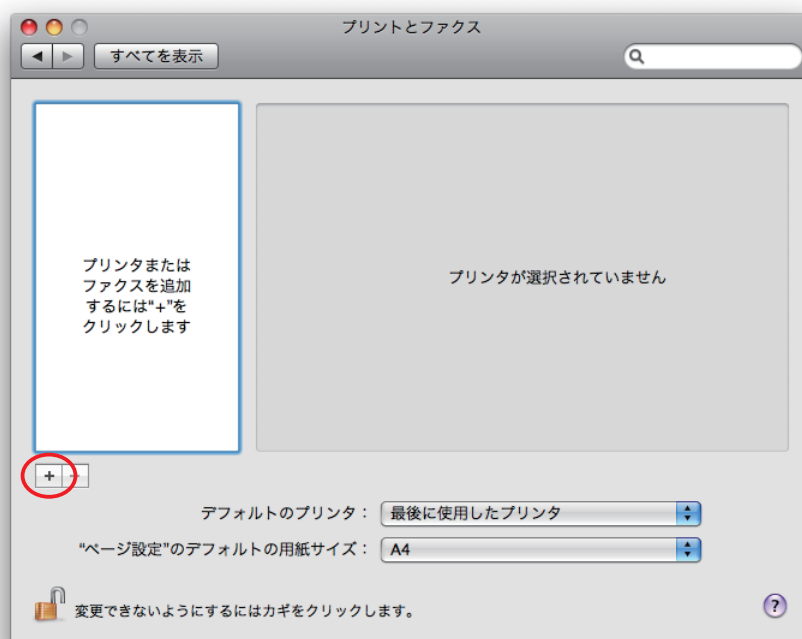 プリントとファクス
すべてを表示
プリンタまたは
ファクスを追加
するには“+”を
クリックします
プリンタが選択されていません
+ −
デフォルトのプリンタ： 最後に使用したプリンタ
“ページ設定”のデフォルトの用紙サイズ： A4
変更できないようにするにはカギをクリックします。
?